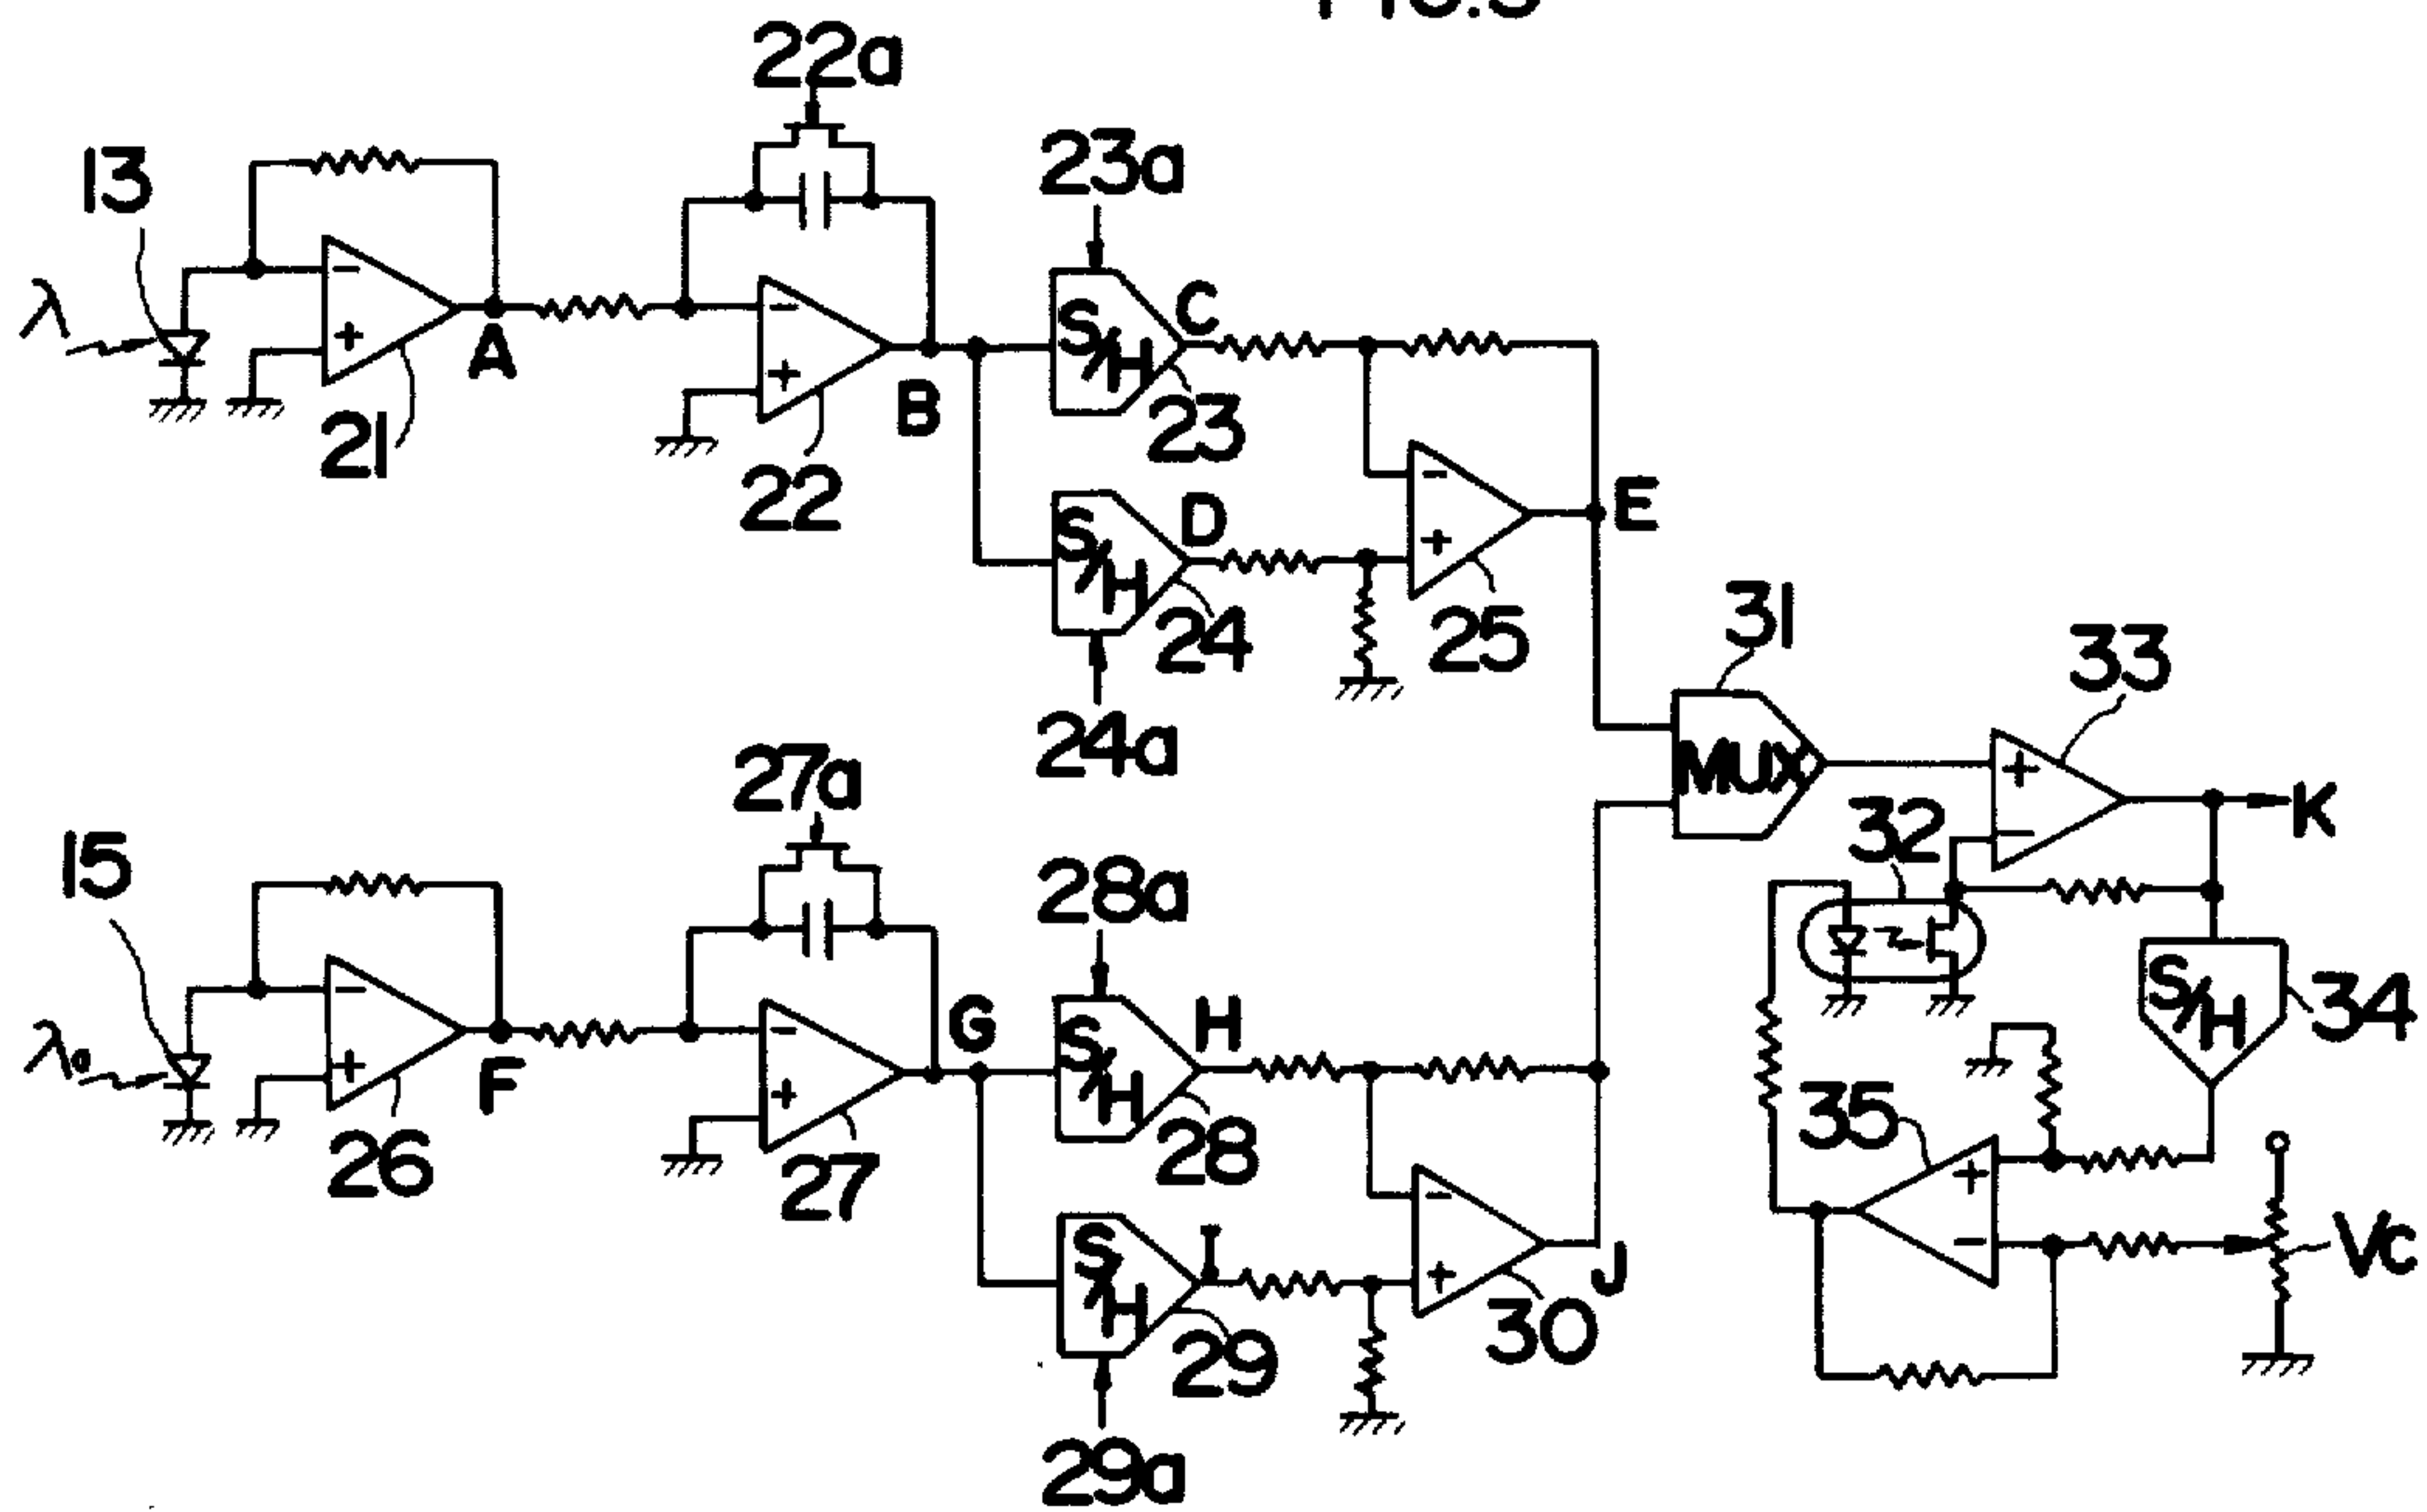 22a
13
23a
λ
-
-
S/H
C
+
A
+
B
23
21
22
S/H
D
-
E
+
24
25
31
33
24a
MUX
+
27a
32
-
K
15
28a
S/H
34
-
G
S/H
H
λo
+
F
-
35
+
28
+
26
27
S/H
I
-
-
Vc
+
J
29
30
29a